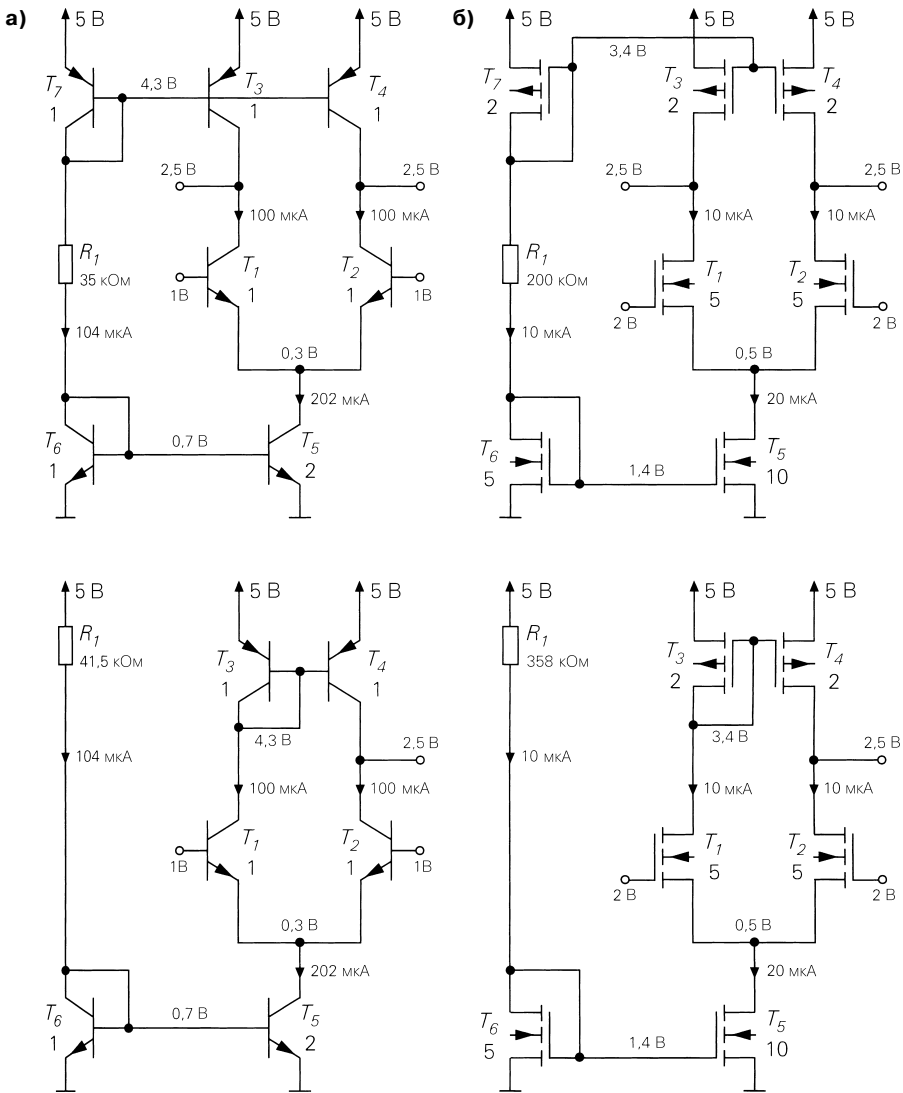 а)
5 В
5 В
5 В
T7
1
4,3 В
T3
1
T4
1
2,5 В
2,5 В
100 мкА
100 мкА
R1
35 кОм
T1
1
T2
1
1В
1В
104 мкА
0,3 В
202 мкА
T6
1
0,7 В
T5
2
б)
5 В
5 В
5 В
3,4 В
T7
2
T3
2
T4
2
2,5 В
2,5 В
10 мкА
10 мкА
R1
200 кОм
T1
5
T2
5
2 В
2 В
10 мкА
0,5 В
20 мкА
T6
5
1,4 В
T5
10
5 В
5 В
5 В
R1
41,5 кОм
T3
1
T4
1
4,3 В
2,5 В
104 мкА
100 мкА
100 мкА
T1
1
T2
1
1В
1В
0,3 В
202 мкА
T6
1
0,7 В
T5
2
5 В
5 В
5 В
R1
358 кОм
T3
2
T4
2
3,4 В
2,5 В
10 мкА
10 мкА
10 мкА
T1
5
T2
5
2 В
2 В
0,5 В
20 мкА
T6
5
1,4 В
T5
10